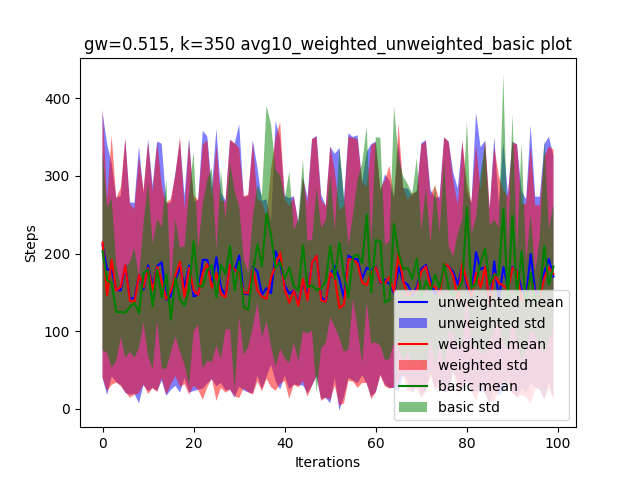 gw=0.515, k=350 avg10_weighted_unweighted_basic plot
Steps
400
300
200
100
0
0 20 40 60 80 100
Iterations
unweighted mean
unweighted std
weighted mean
weighted std
basic mean
basic std